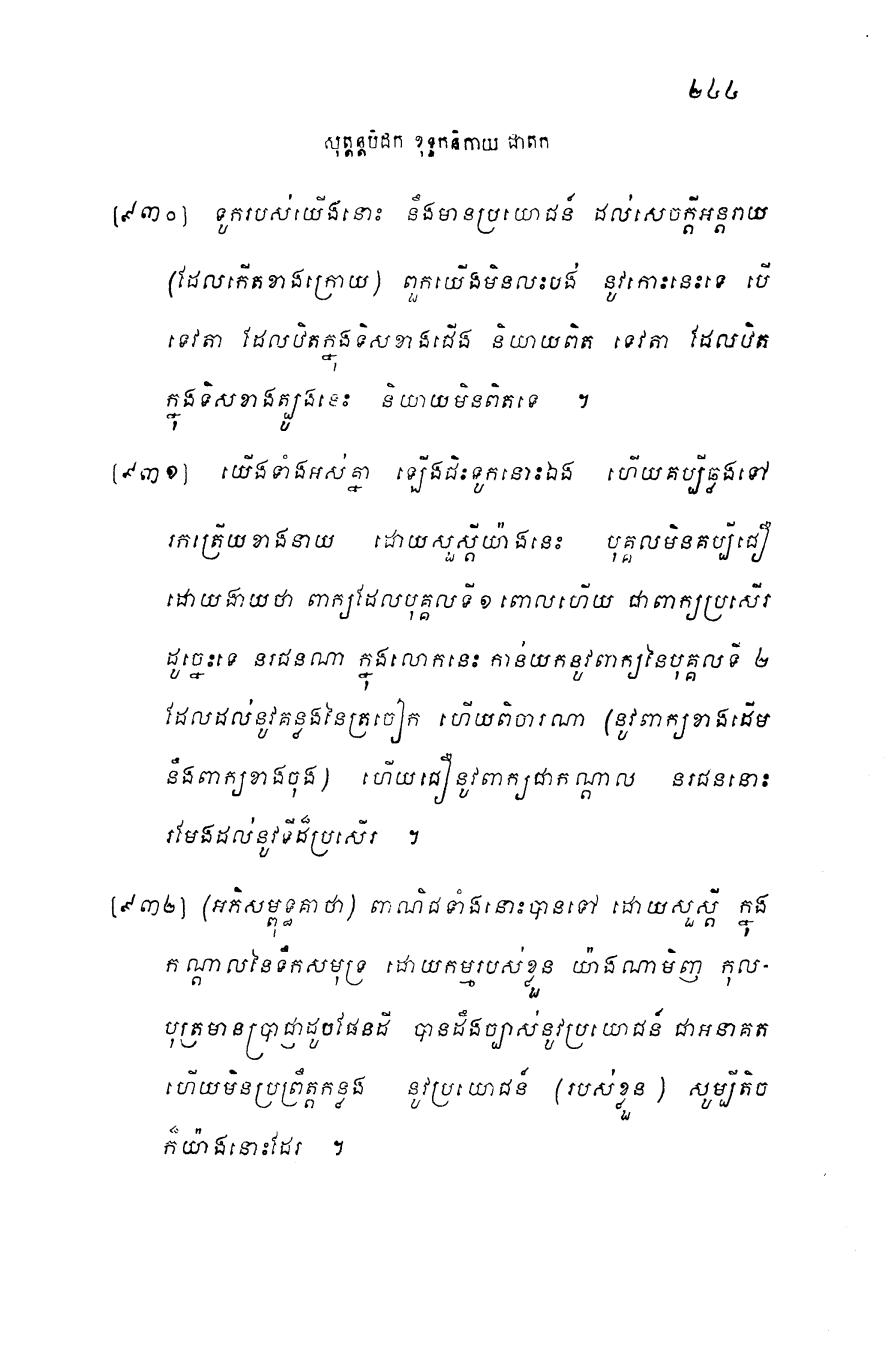 ២៤៤
សុត្តន្តបិដក ខុទ្ទកនិកាយ ជាតក
[៩៣០] ទូករបស់យើងនោះ នឹងមានប្រយោជន៍ ដល់សេចក្តីអន្តរាយ
(ដែលកើតខាងក្រោយ) ពួកយើងមិនលះបង់ នូវកោះនេះទេ បើ
ទេវតា ដែលឋិតក្នុងទិសខាងជើង និយាយពិត ទេវតា ដែលឋិត
ក្នុងទិសខាងត្បូងនេះ និយាយមិនពិតទេ ។
[៩៣១] យើងទាំងអស់គ្នា ឡើងជិះទូកនោះឯង ហើយគប្បីឆ្លងទៅ
រកត្រើយខាងនាយ ដោយសួស្តីយ៉ាងនេះ បុគ្គលមិនគប្បីជឿ
ដោយងាយថា ពាក្យដែលបុគ្គលទី១ ពោលហើយ ជាពាក្យប្រសើរ
ដូច្នេះទេ នរជនណា ក្នុងលោកនេះ កាន់យកនូវពាក្យនៃបុគ្គលទី ២
ដែលដល់នូវគន្លងនៃត្រចៀក ហើយពិចារណា (នូវពាក្យខាងដើម
នឹងពាក្យខាងចុង) ហើយជឿនូវពាក្យជាកណ្តាល នរជននោះ
រមែងដល់នូវទីដ៏ប្រសើរ ។
[៩៣២] (អភិសម្ពុទ្ធគាថា) ពាណិជទាំងនោះបានទៅ ដោយសួស្តី ក្នុង
កណ្តាលនៃទឹកសមុទ្រ ដោយកម្មរបស់ខ្លួន យ៉ាងណាមិញ កុល-
បុត្រមានប្រាជ្ញាដូចផែនដី បានដឹងច្បាស់នូវប្រយោជន៍ ជាអនាគត
ហើយមិនប្រព្រឹត្តកន្លង នូវប្រយោជន៍ (របស់ខ្លួន) សូម្បីតិច
ក៏យ៉ាងនោះដែរ ។